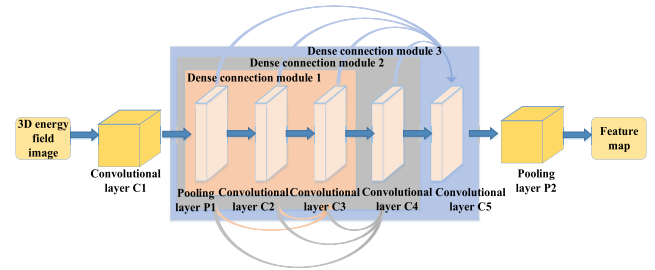 Dense connection module 3
Dense connection module 2
Dense connection module 1
3D energy
field
image
Convolutional
layer C1
Pooling
layer P1
Convolutional
layer C2
Convolutional
layer C3
Convolutional
layer C4
Convolutional
layer C5
Pooling
layer P2
Feature
map